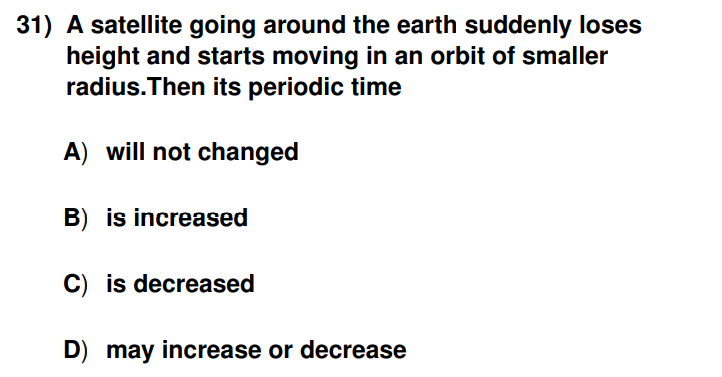 31) A satellite going around the earth suddenly loses
height and starts moving in an orbit of smaller
radius.Then its periodic time
A) will not changed
B) is increased
C) is decreased
D) may increase or decrease